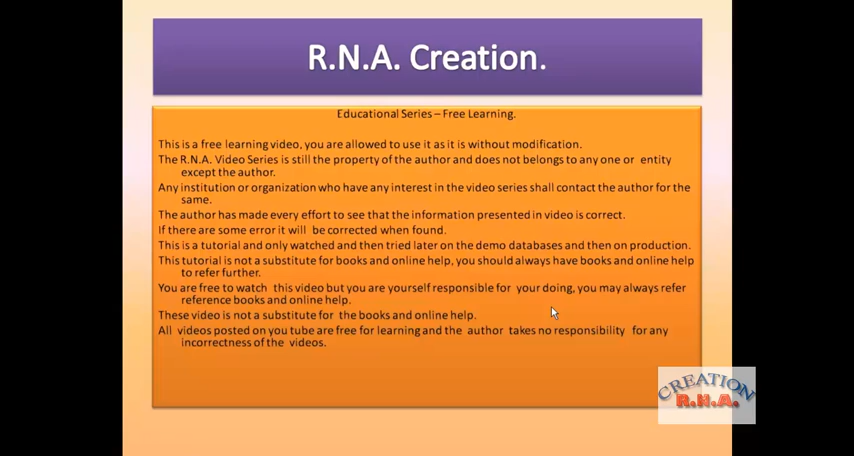 R.N.A. Creation.
Educational Series – Free Learning.
This is a free learning video, you are allowed to use it as it is without modification.
The R.N.A. Video Series is still the property of the author and does not belongs to any one or entity
except the author.
Any institution or organization who have any interest in the video series shall contact the author for the
same.
The author has made every effort to see that the information presented in video is correct.
If there are some error it will be corrected when found.
This is a tutorial and only watched and then tried later on the demo databases and then on production.
This tutorial is not a substitute for books and online help, you should always have books and online help
to refer further.
You are free to watch this video but you are yourself responsible for your doing, you may always refer
reference books and online help.
These video is not a substitute for the books and online help.
All videos posted on you tube are free for learning and the author takes no responsibility for any
incorrectness of the videos.
CREATION
R.N.A.